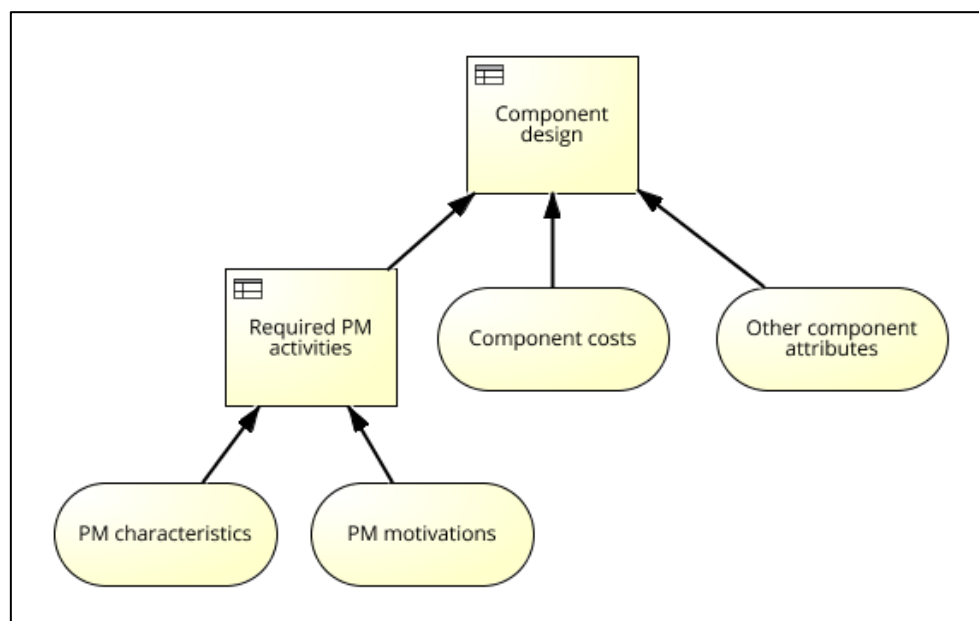 Component
design
Required PM
activities
Component costs
Other component
attributes
PM characteristics
PM motivations